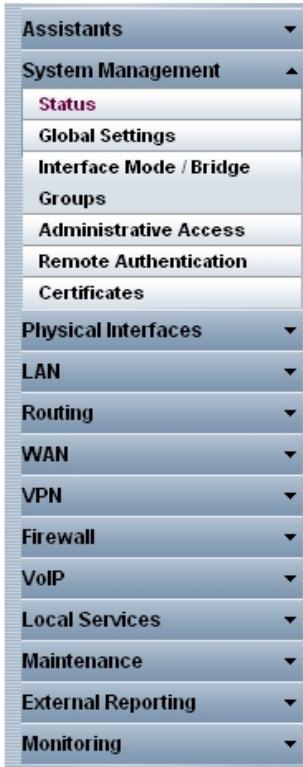 Assistants
System Management
Status
Global Settings
Interface Mode / Bridge
Groups
Administrative Access
Remote Authentication
Certificates
Physical Interfaces
LAN
Routing
WAN
VPN
Firewall
VoIP
Local Services
Maintenance
External Reporting
Monitoring